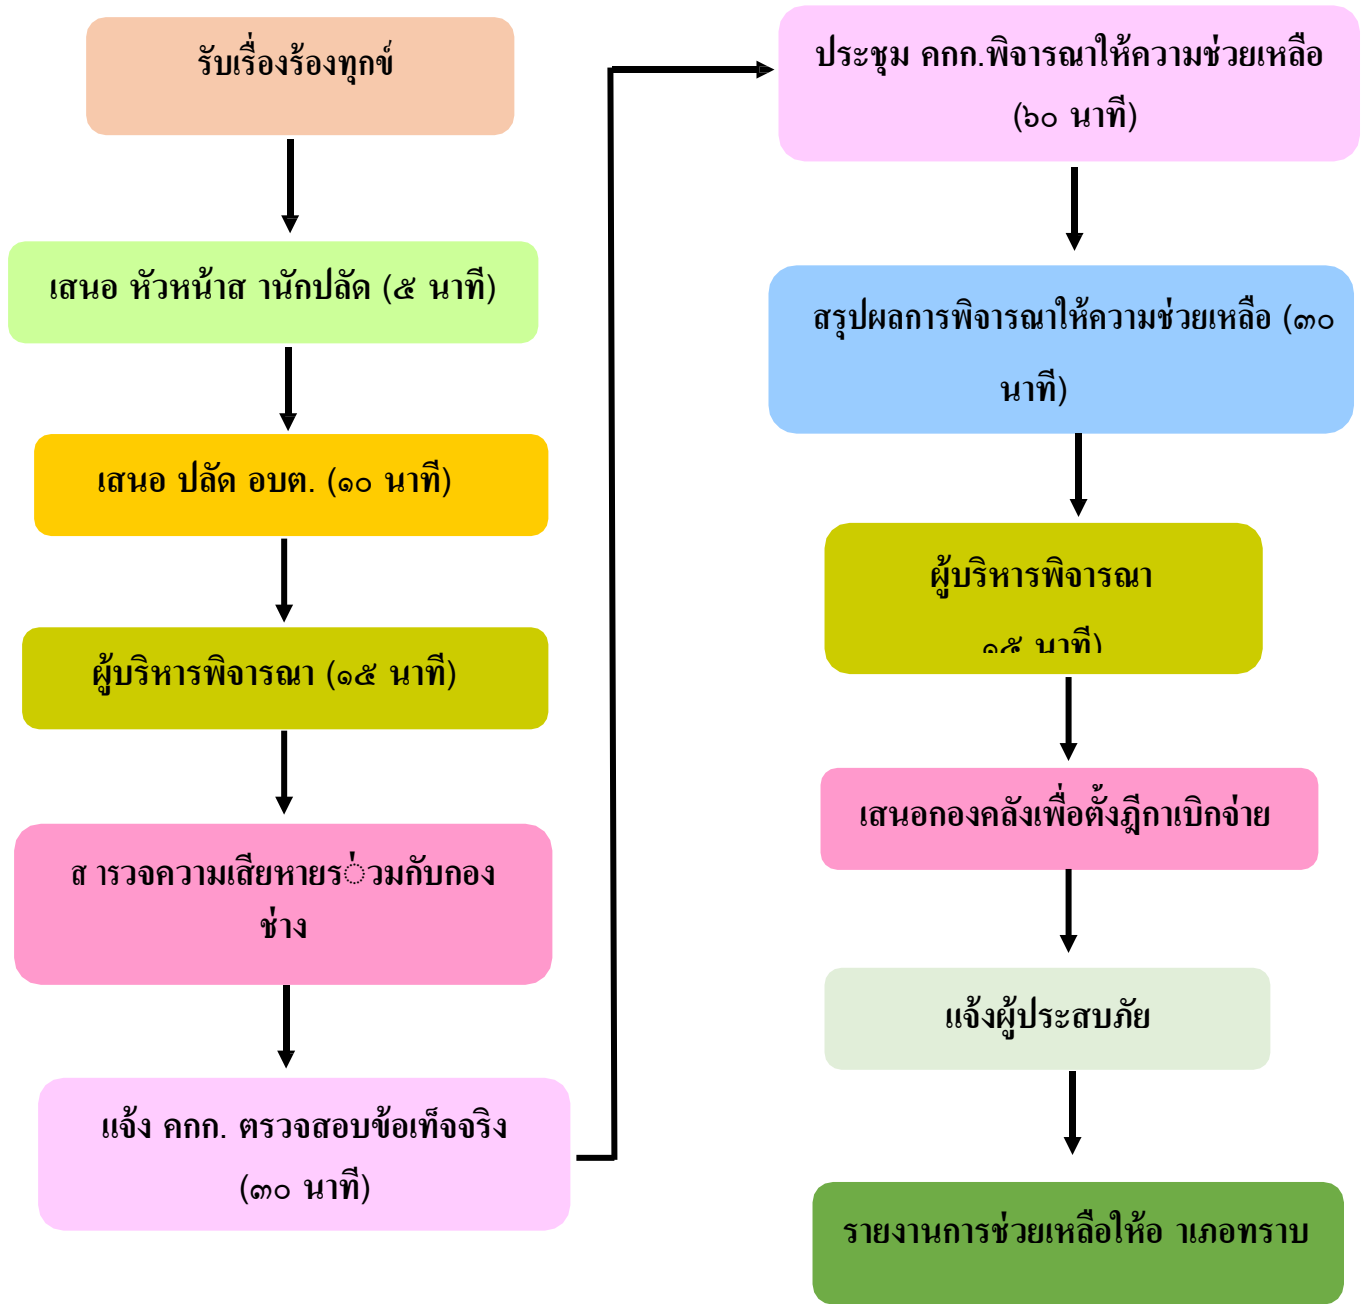 รับเรื่องร้องทุกข์
เสนอ หัวหน้าส านักปลัด (๕ นาที)
เสนอ ปลัด อบต. (๑๐ นาที)
ผู้บริหารพิจารณา (๑๕ นาที)
ส ารวจความเสียหายร่วมกับกอง
ช่าง
แจ้ง คกก. ตรวจสอบข้อเท็จจริง
(๓๐ นาที)
ประชุม คกก.พิจารณาให้ความช่วยเหลือ
(๖๐ นาที)
สรุปผลการพิจารณาให้ความช่วยเหลือ (๓๐
นาที)
ผู้บริหารพิจารณา
๑๕ นาที)
เสนอกองคลังเพื่อตั้งฎีกาเบิกจ่าย
แจ้งผู้ประสบภัย
รายงานการช่วยเหลือให้อ าเภอทราบ